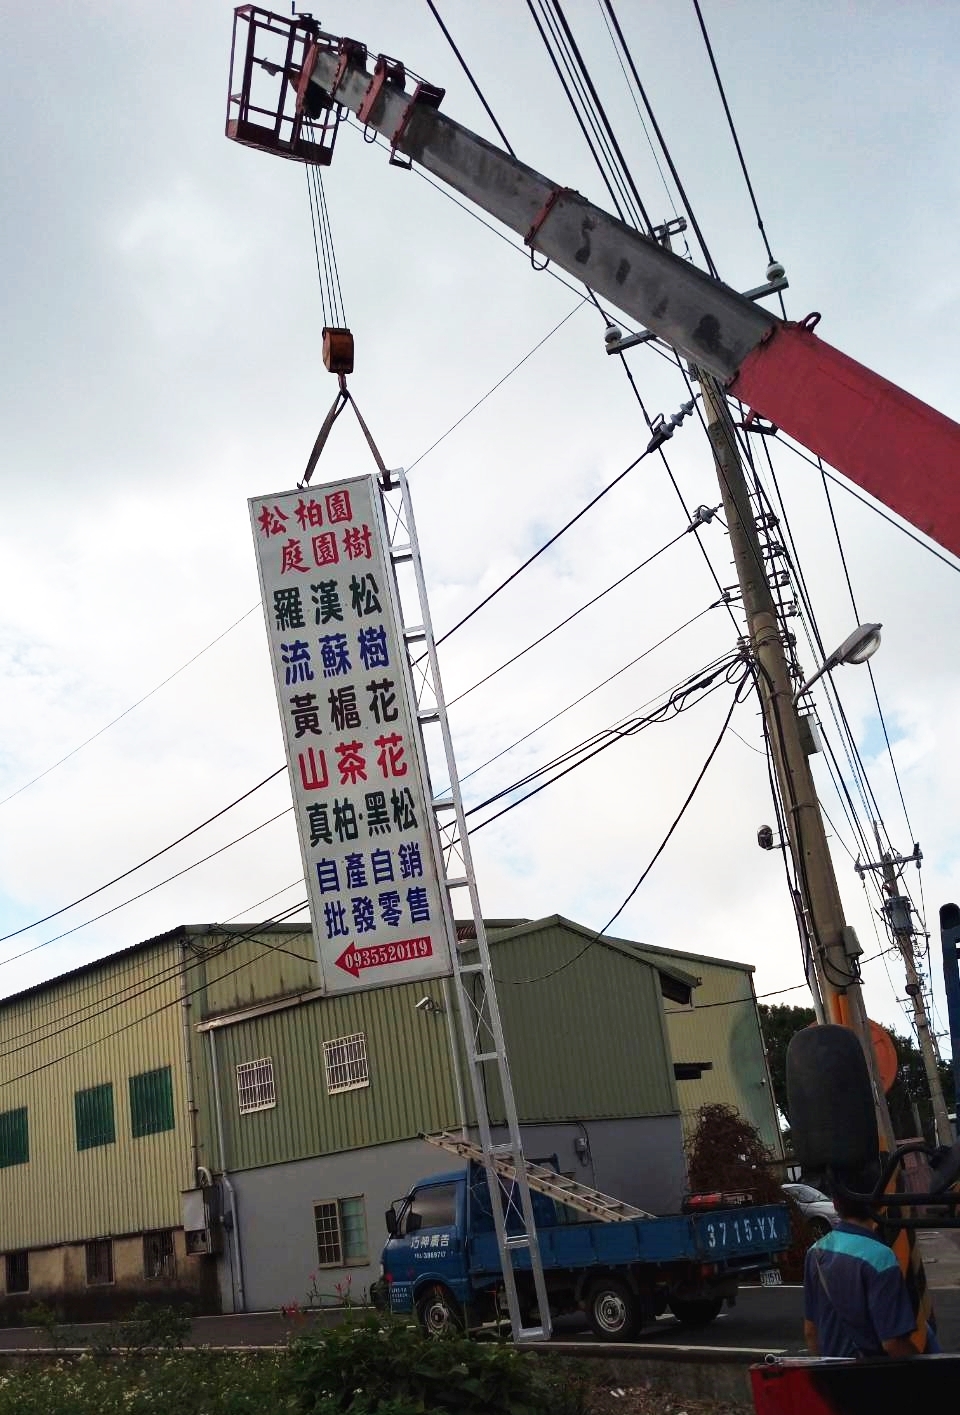 松柏園
庭園樹
羅漢松
流蘇樹
黃槴花
山茶花
真柏·黑松
自產自銷
批發零售
0935520119
巧神廣告
3715-YX